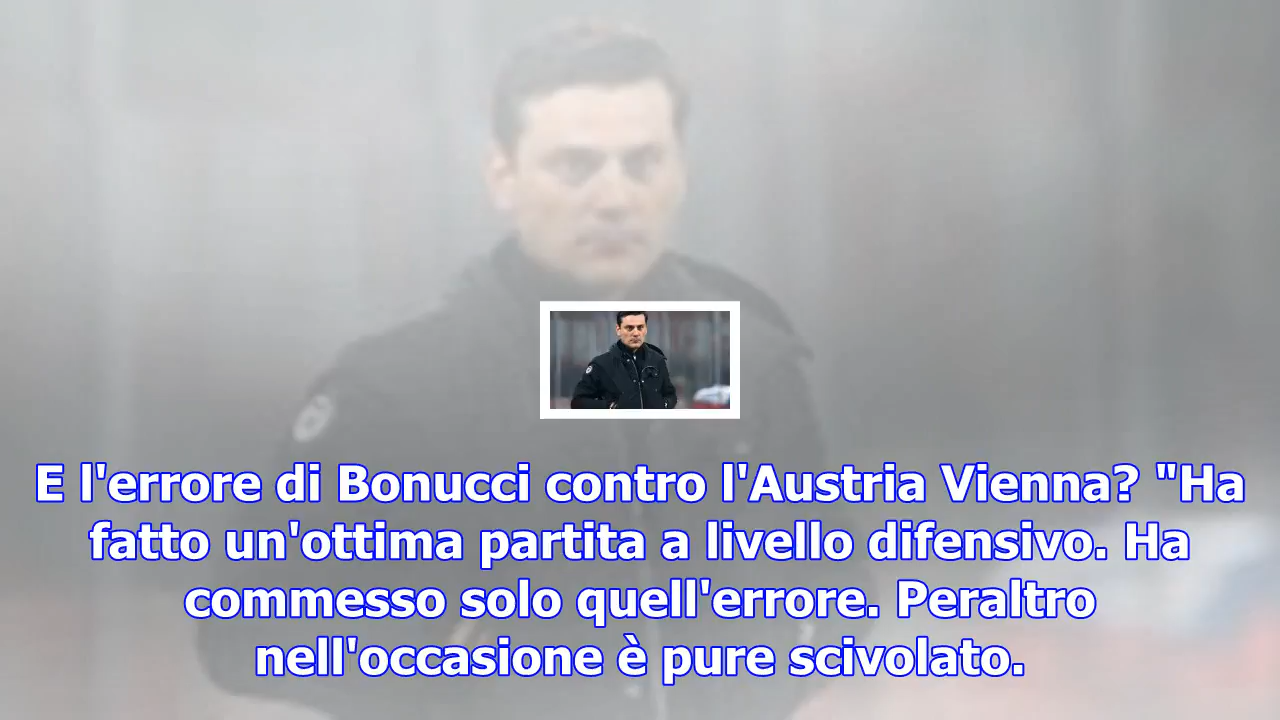 E l'errore di Bonucci contro l'Austria Vienna? "Ha
fatto un'ottima partita a livello difensivo. Ha
commesso solo quell'errore. Peraltro
nell'occasione è pure scivolato.